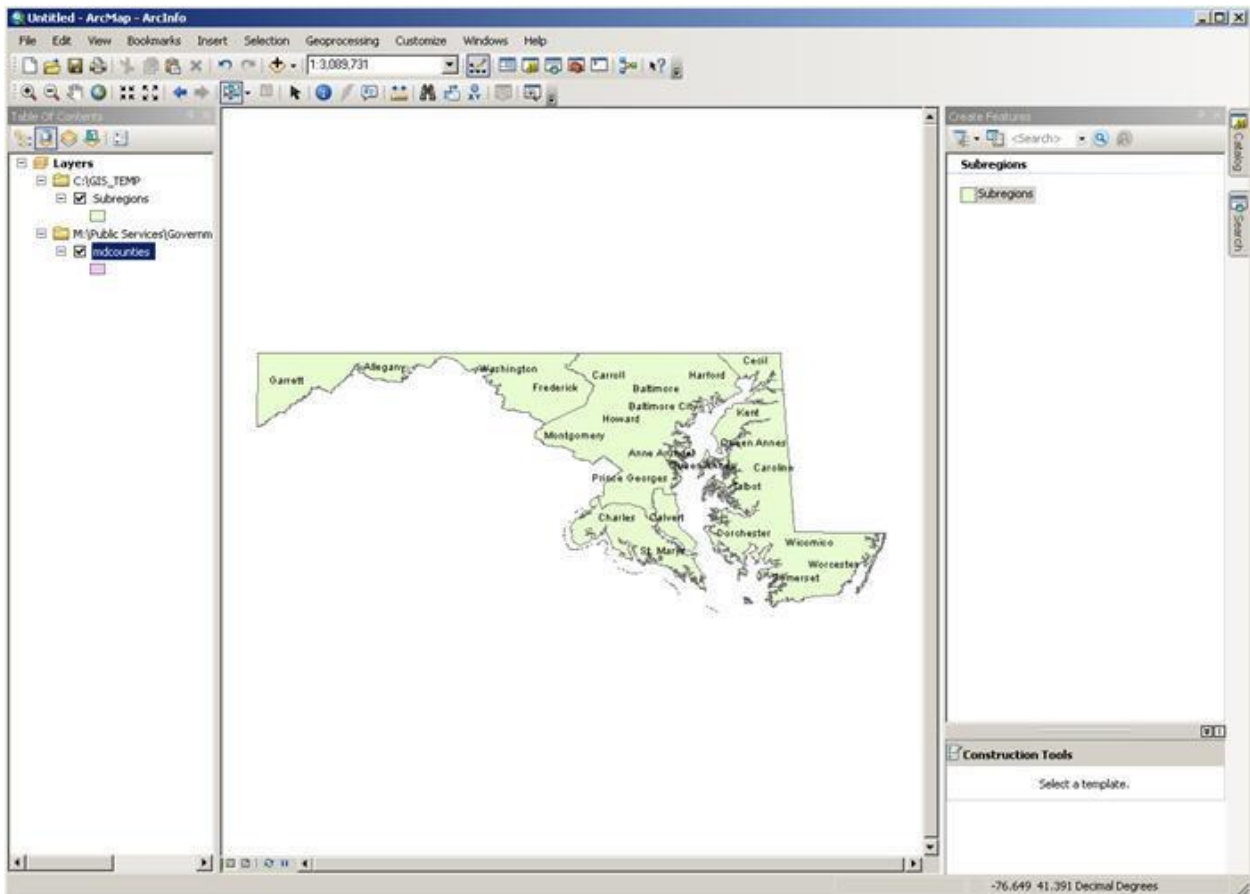 Untitled - ArcMap - ArcInfo
File Edit View Bookmarks Insert Selection Geoprocessing Customize Windows Help
1:3,089,731
Table Of Contents
Layers
C:\GIS_TEMP
Subregions
M:\Public Services\Governm
mdcounties
Garrett
Allegany
Washington
Frederick
Carroll
Baltimore
Harford
Cecil
Baltimore City
Howard
Kent
Montgomery
Queen Annes
Anne Arundel
Queen Annes
Caroline
Prince Georges
Talbot
Charles
Calvert
Dorchester
St. Marys
Wicomico
Worcester
Somerset
Create Features
<Search>
Subregions
Subregions
Construction Tools
Select a template.
Catalog
Search
-76.649 41.391 Decimal Degrees